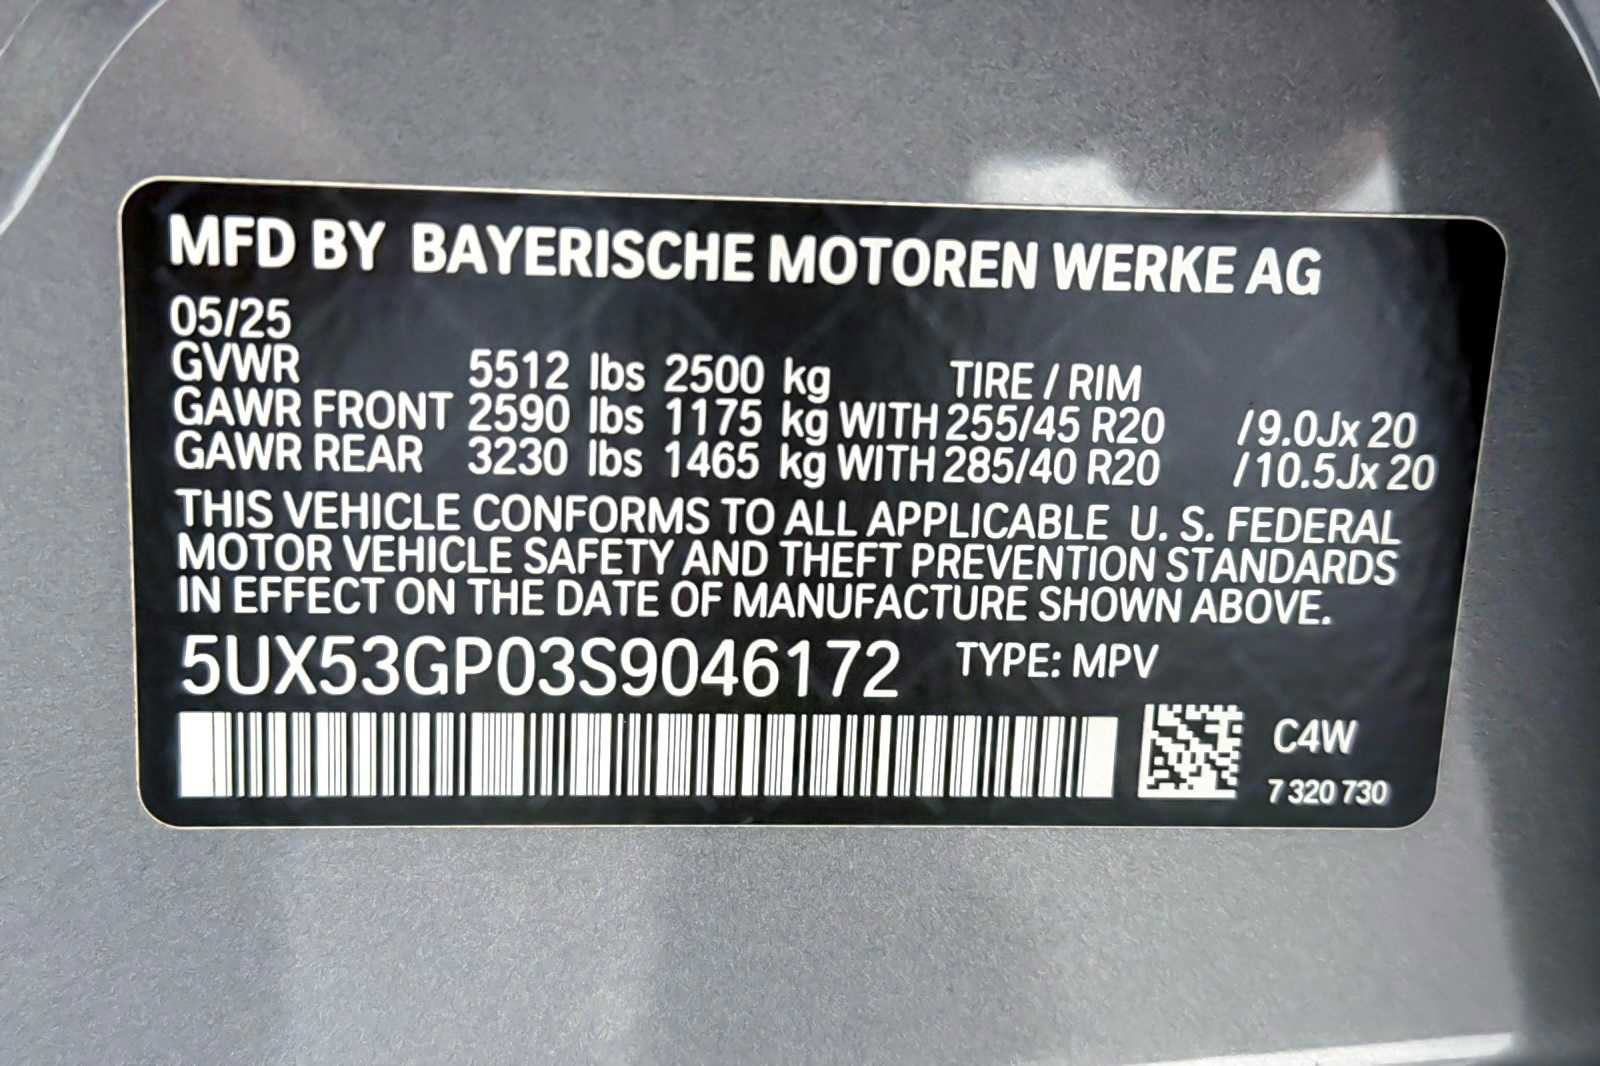 MFD BY BAYERISCHE MOTOREN WERKE AG
05/25
GVWR 5512 lbs 2500 kg TIRE / RIM
GAWR FRONT 2590 lbs 1175 kg WITH 255/45 R20 /9.0Jx 20
GAWR REAR 3230 lbs 1465 kg WITH 285/40 R20 /10.5Jx 20
THIS VEHICLE CONFORMS TO ALL APPLICABLE U. S. FEDERAL
MOTOR VEHICLE SAFETY AND THEFT PREVENTION STANDARDS
IN EFFECT ON THE DATE OF MANUFACTURE SHOWN ABOVE.
5UX53GP03S9046172 TYPE: MPV
C4W
7 320 730